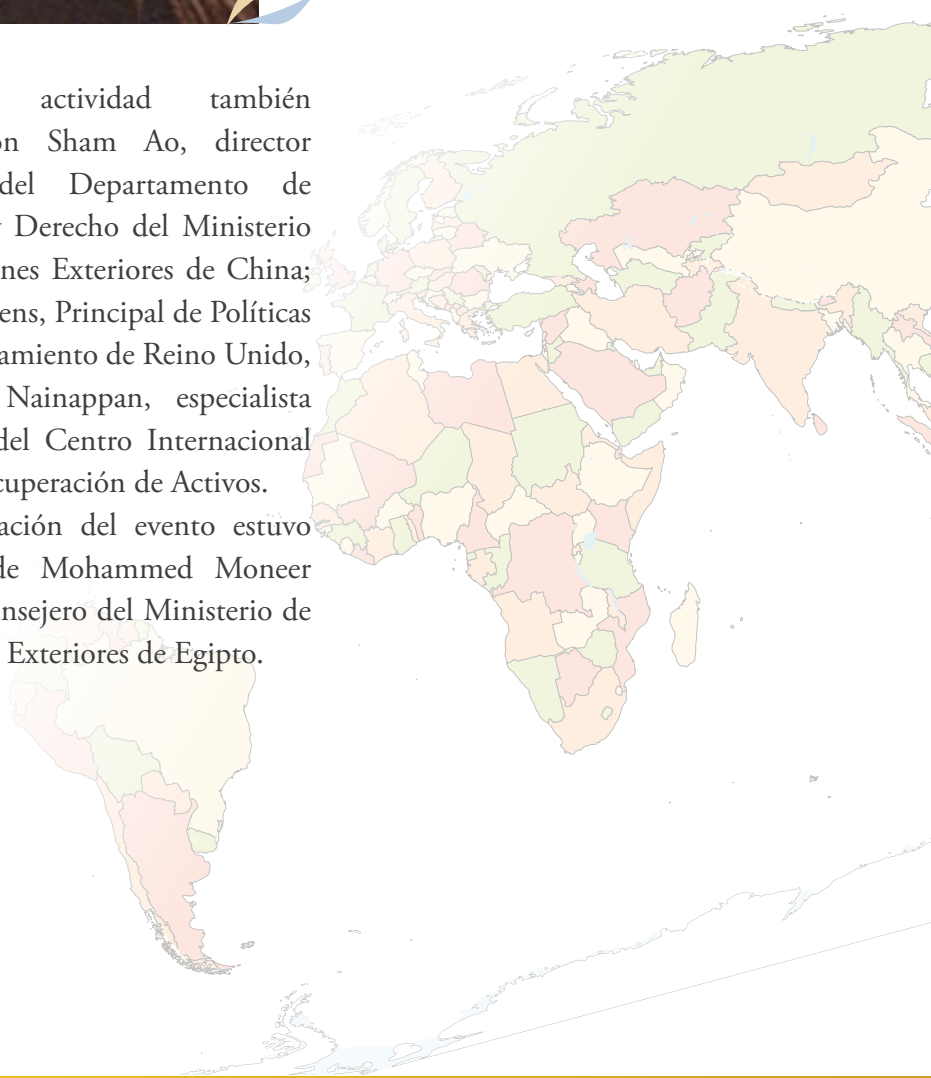 actividad también
on Sham Ao, director
del Departamento de
y Derecho del Ministerio
nes Exteriores de China;
ens, Principal de Políticas
amiento de Reino Unido,
Nainappan, especialista
del Centro Internacional
cuperación de Activos.
ación del evento estuvo
de Mohammed Moneer
nsejero del Ministerio de
Exteriores de Egipto.